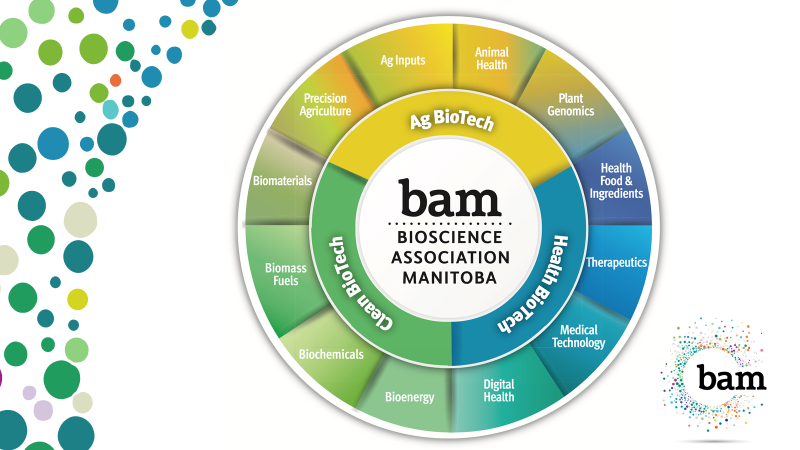 Ag Inputs
Animal
Health
Plant
Genomics
Health
Food &
Ingredients
Therapeutics
Medical
Technology
Digital
Health
Bioenergy
Biochemicals
Biomass
Fuels
Biomaterials
Precision
Agriculture
Ag BioTech
Health BioTech
Clean BioTech
bam
BIOSCIENCE
ASSOCIATION
MANITOBA
bam